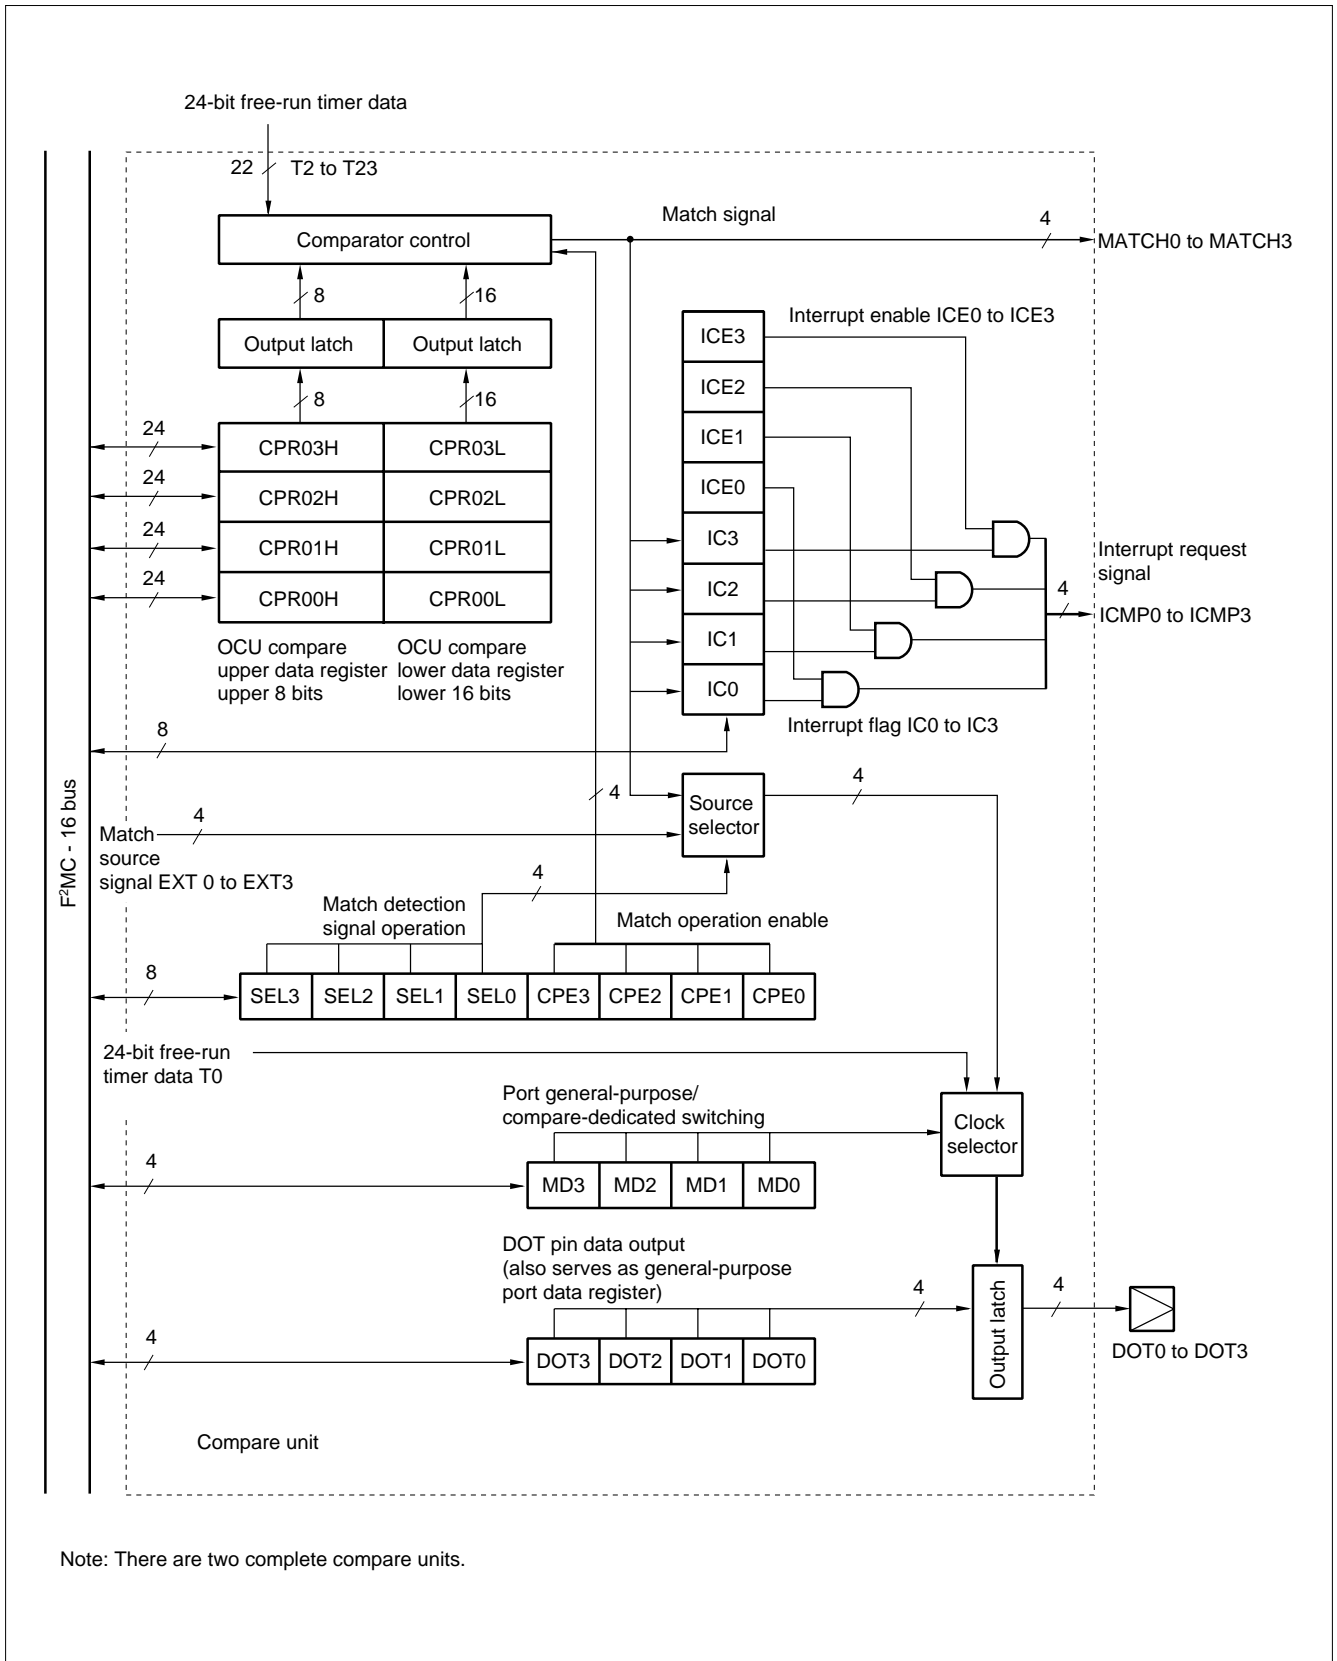 24-bit free-run timer data
22
T2 to T23
Match signal
4
Comparator control
MATCH0 to MATCH3
8
16
Interrupt enable ICE0 to ICE3
Output latch
Output latch
8
16
ICE3
ICE2
ICE1
ICE0
IC3
IC2
IC1
IC0
24
CPR03H
CPR03L
24
CPR02H
CPR02L
24
CPR01H
CPR01L
24
CPR00H
CPR00L
Interrupt request
signal
4
ICMP0 to ICMP3
OCU compare
upper data register
upper 8 bits
OCU compare
lower data register
lower 16 bits
Interrupt flag IC0 to IC3
8
F²MC - 16 bus
4
Source
selector
4
4
Match
source
signal EXT 0 to EXT3
4
Match detection
signal operation
Match operation enable
8
SEL3
SEL2
SEL1
SEL0
CPE3
CPE2
CPE1
CPE0
24-bit free-run
timer data T0
Port general-purpose/
compare-dedicated switching
Clock
selector
4
MD3
MD2
MD1
MD0
DOT pin data output
(also serves as general-purpose
port data register)
4
Output latch
4
4
DOT3
DOT2
DOT1
DOT0
DOT0 to DOT3
Compare unit
Note: There are two complete compare units.